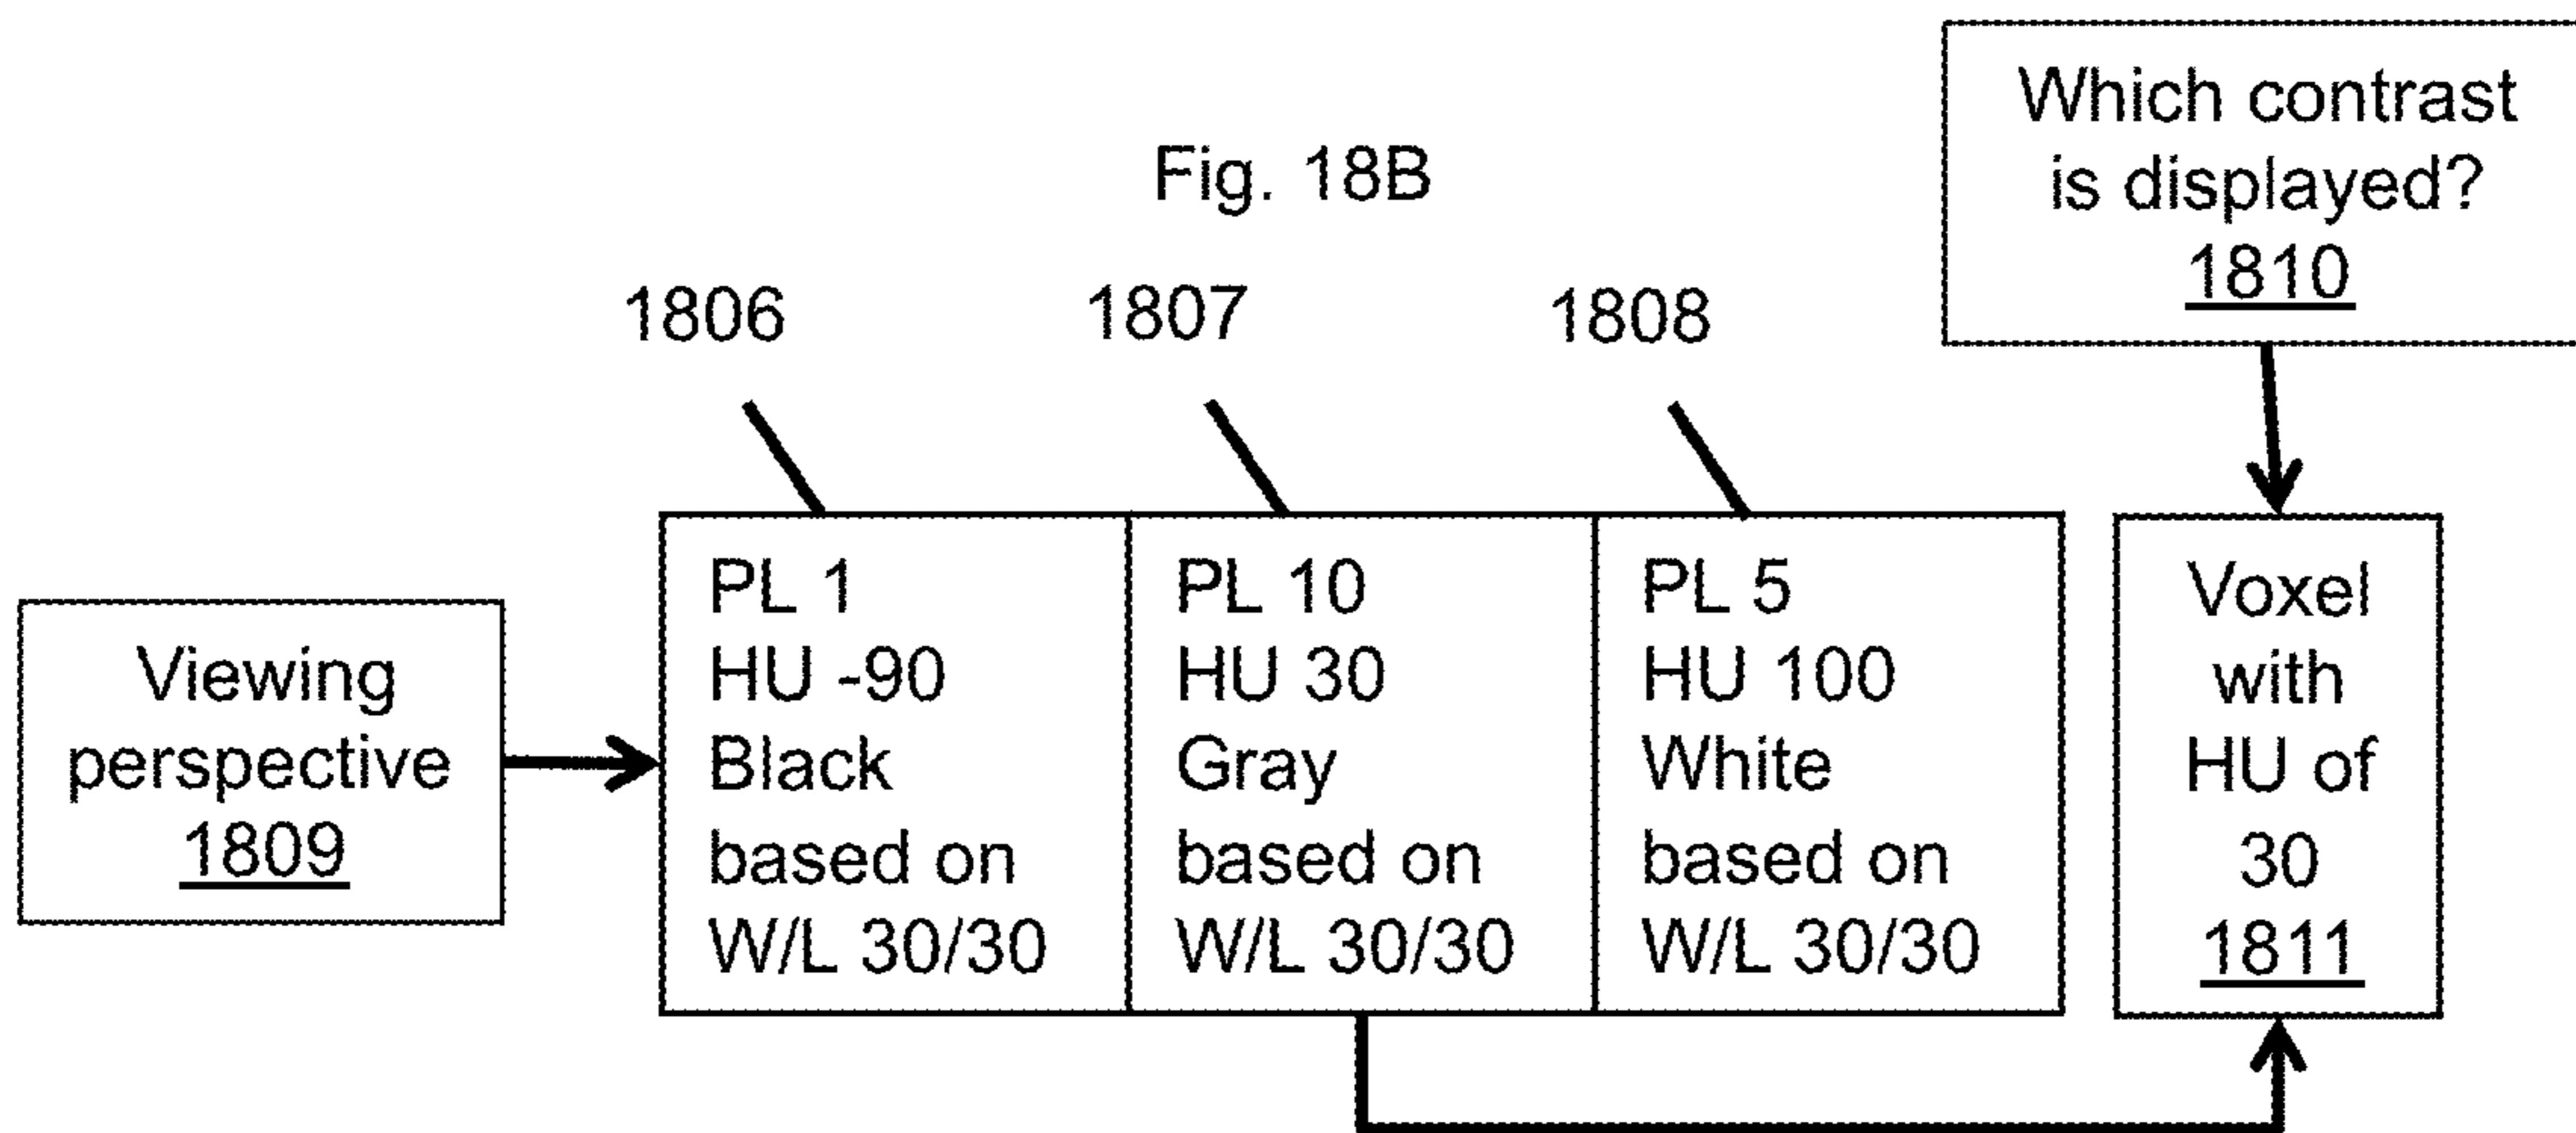 Fig. 18B
Which contrast
is displayed?
1810
1806
1807
1808
Viewing
perspective
1809
PL 1
HU -90
Black
based on
W/L 30/30
PL 10
HU 30
Gray
based on
W/L 30/30
PL 5
HU 100
White
based on
W/L 30/30
Voxel
with
HU of
30
1811